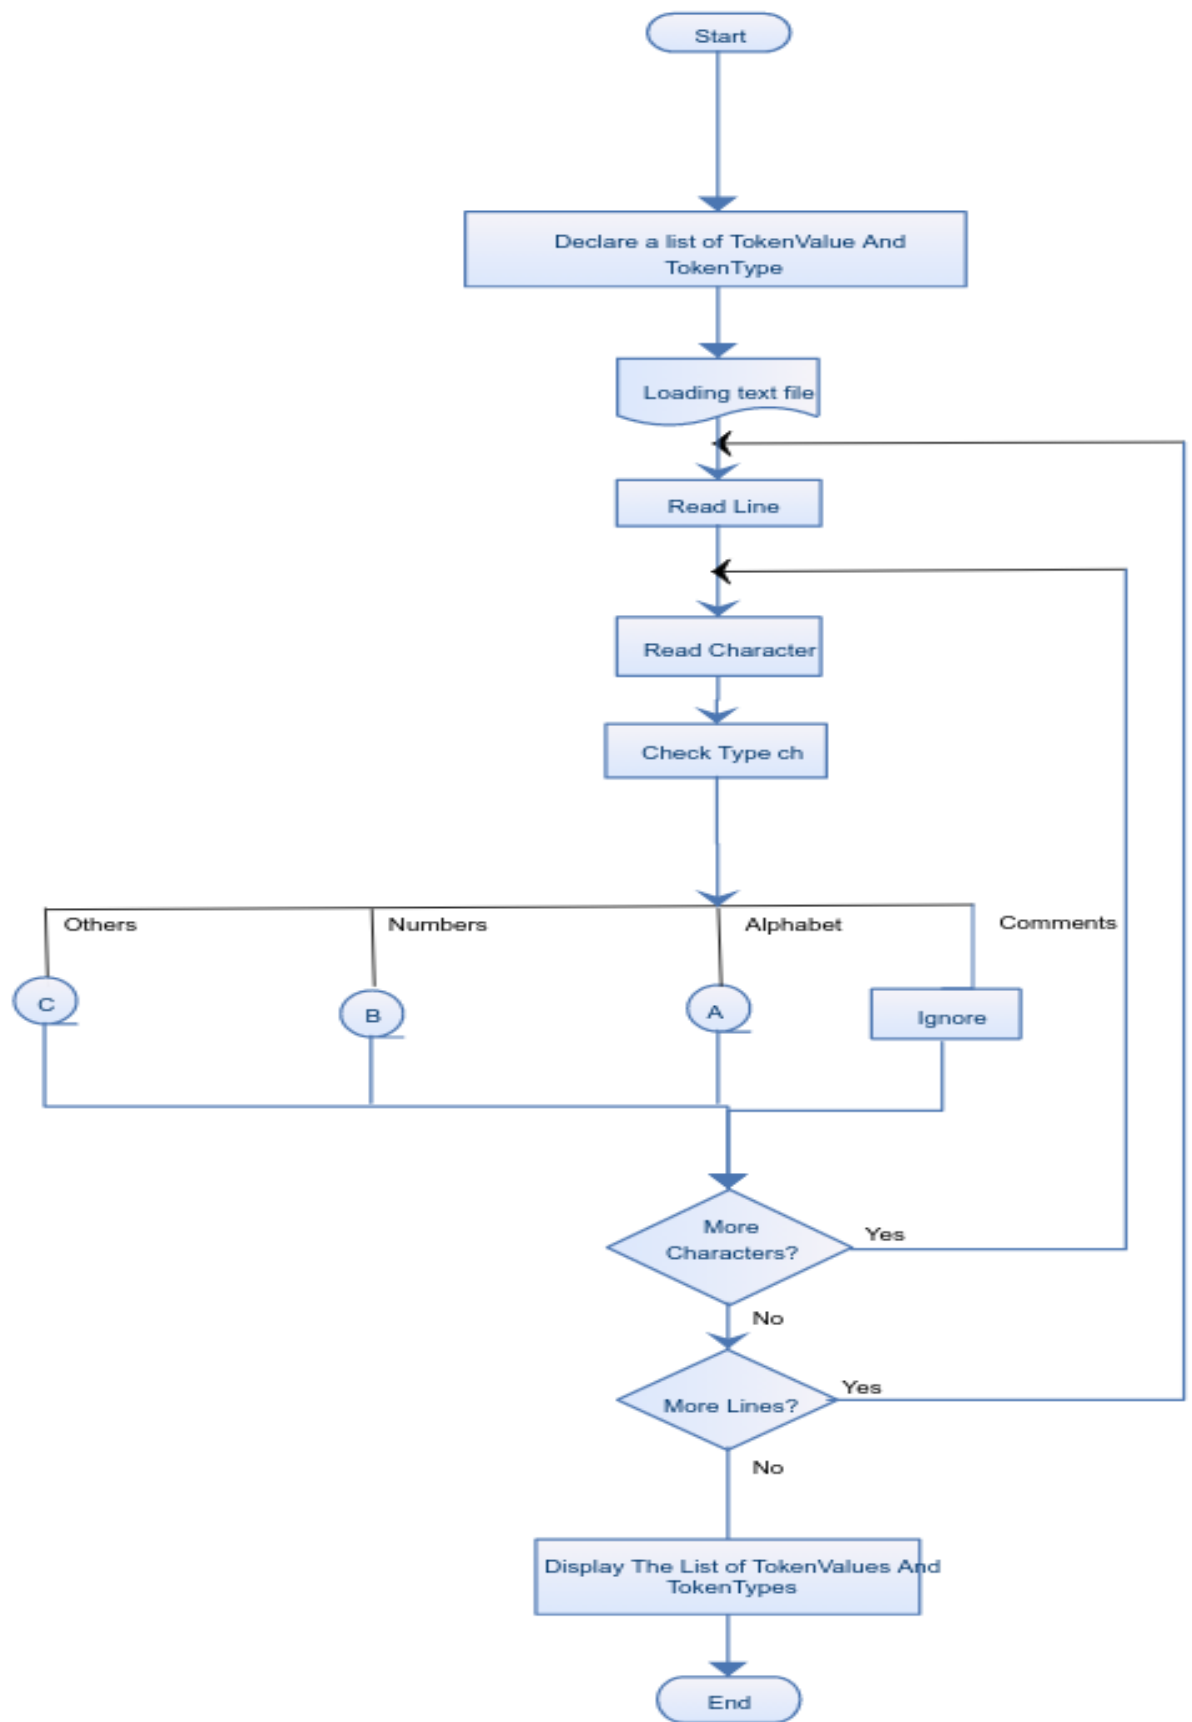 Start
Declare a list of TokenValue And
TokenType
Loading text file
Read Line
Read Character
Check Type ch
Others
Numbers
Alphabet
Comments
C
B
A
Ignore
More
Characters?
Yes
No
More Lines?
Yes
No
Display The List of TokenValues And
TokenTypes
End